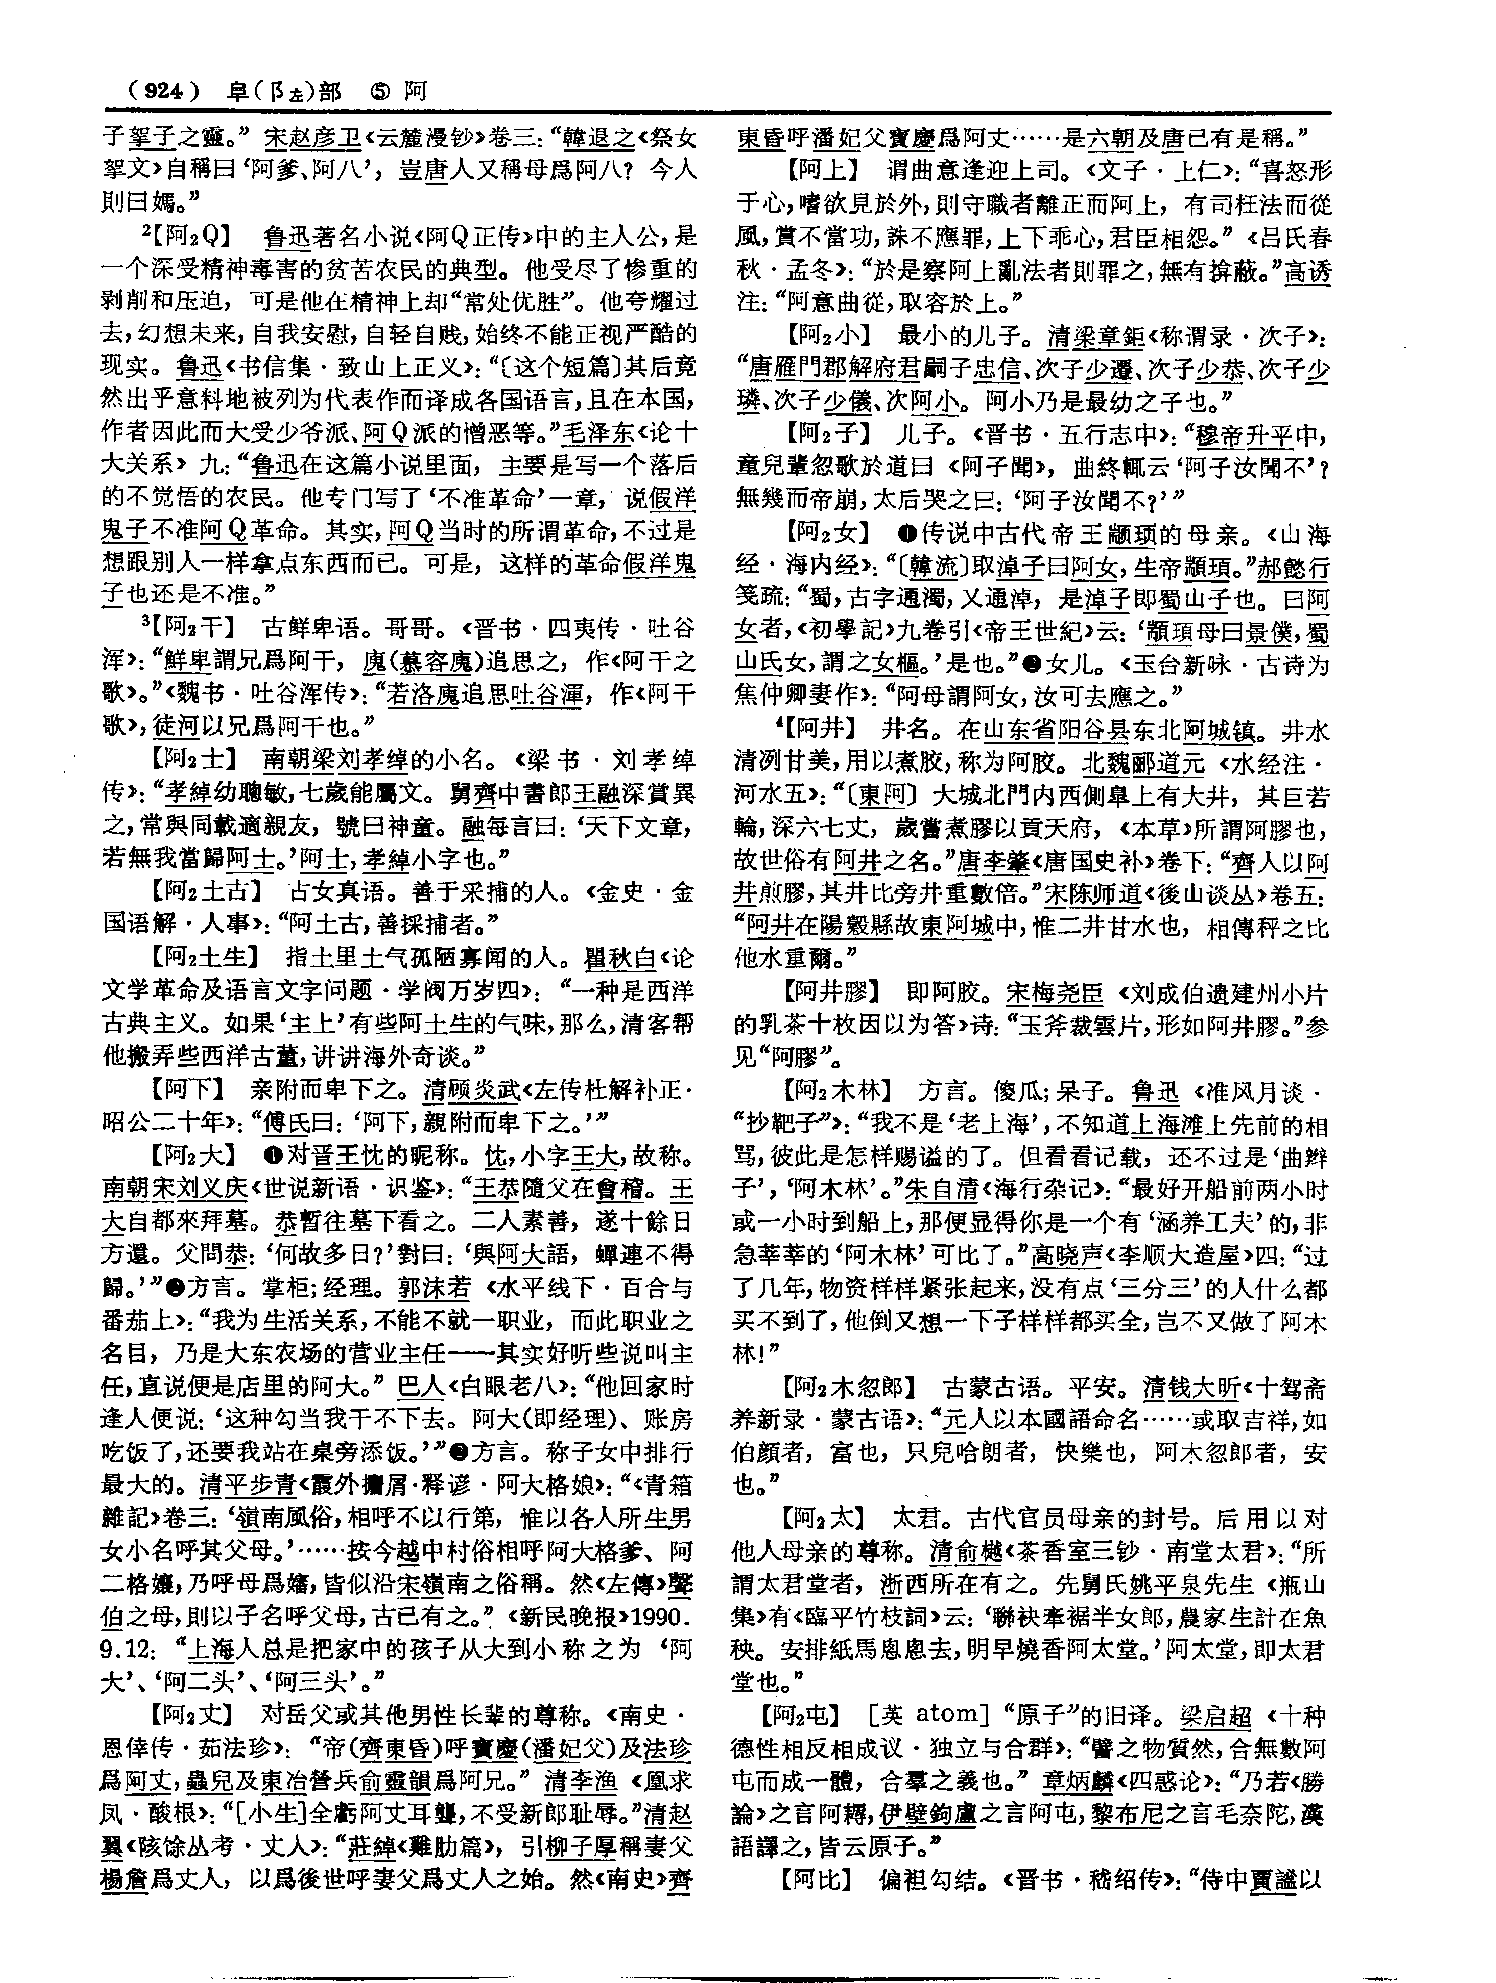 （924） 阜（阝左）部 ⑤ 阿
子挐子之靈。”宋赵彦卫《云麓漫钞》卷三：“韓退之《祭女
挐文》自稱曰‘阿爹、阿八’，豈唐人又稱母爲阿八？今人
則曰媽。”
²【阿₂Q】 鲁迅著名小说《阿Q正传》中的主人公，是
一个深受精神毒害的贫苦农民的典型。他受尽了惨重的
剥削和压迫，可是他在精神上却“常处优胜”。他夸耀过
去，幻想未来，自我安慰，自轻自贱，始终不能正视严酷的
现实。鲁迅《书信集·致山上正义》：“〔这个短篇〕其后竟
然出乎意料地被列为代表作而译成各国语言，且在本国，
作者因此而大受少爷派、阿Q派的憎恶等。”毛泽东《论十
大关系》九：“鲁迅在这篇小说里面，主要是写一个落后
的不觉悟的农民。他专门写了‘不准革命’一章，说假洋
鬼子不准阿Q革命。其实，阿Q当时的所谓革命，不过是
想跟别人一样拿点东西而已。可是，这样的革命假洋鬼
子也还是不准。”
³【阿₂干】 古鲜卑语。哥哥。《晋书·四夷传·吐谷
浑》：“鮮卑謂兄爲阿干，廆（慕容廆）追思之，作《阿干之
歌》。”《魏书·吐谷浑传》：“若洛廆追思吐谷渾，作《阿干
歌》，徒河以兄爲阿干也。”
【阿₂士】 南朝梁刘孝绰的小名。《梁书·刘孝绰
传》：“孝綽幼聰敏，七歲能屬文。舅齊中書郎王融深賞異
之，常與同載適親友，號曰神童。融每言曰：‘天下文章，
若無我當歸阿士。’阿士，孝綽小字也。”
【阿₂土古】 占女真语。善于采捕的人。《金史·金
国语解·人事》：“阿土古，善採捕者。”
【阿₂土生】 指土里土气孤陋寡闻的人。瞿秋白《论
文学革命及语言文字问题·学阀万岁四》：“一种是西洋
古典主义。如果‘主上’有些阿土生的气味，那么，清客帮
他搬弄些西洋古董，讲讲海外奇谈。”
【阿下】 亲附而卑下之。清顾炎武《左传杜解补正·
昭公二十年》：“傅氏曰：‘阿下，親附而卑下之。’”
【阿₂大】 ❶对晋王忱的昵称。忱，小字王大，故称。
南朝宋刘义庆《世说新语·识鉴》：“王恭隨父在會稽。王
大自都來拜墓。恭暫往墓下看之。二人素善，遂十餘日
方還。父問恭：‘何故多日？’對曰：‘與阿大語，蟬連不得
歸。’”❷方言。掌柜；经理。郭沫若《水平线下·百合与
番茄上》：“我为生活关系，不能不就一职业，而此职业之
名目，乃是大东农场的营业主任——其实好听些说叫主
任，直说便是店里的阿大。”巴人《白眼老八》：“他回家时
逢人便说：‘这种勾当我干不下去。阿大（即经理）、账房
吃饭了，还要我站在桌旁添饭。’”❸方言。称子女中排行
最大的。清平步青《霞外攟屑·释谚·阿大格娘》：“《青箱
雜記》卷三：‘嶺南風俗，相呼不以行第，惟以各人所生男
女小名呼其父母。’……按今越中村俗相呼阿大格爹、阿
二格孃，乃呼母爲嬸，皆似沿宋嶺南之俗稱。然《左傳》聲
伯之母，則以子名呼父母，古已有之。”《新民晚报》1990.
9.12：“上海人总是把家中的孩子从大到小称之为‘阿
大’、‘阿二头’、‘阿三头’。”
【阿₂丈】 对岳父或其他男性长辈的尊称。《南史·
恩倖传·茹法珍》：“帝（齊東昏）呼寶慶（潘妃父）及法珍
爲阿丈，蟲兒及東冶營兵俞靈韻爲阿兄。”清李渔《凰求
凤·酸根》：“[小生]全虧阿丈耳聾，不受新郎耻辱。”清赵
翼《陔馀丛考·丈人》：“莊綽《雞肋篇》，引柳子厚稱妻父
楊詹爲丈人，以爲後世呼妻父爲丈人之始。然《南史》齊
東昏呼潘妃父寶慶爲阿丈……是六朝及唐已有是稱。”
【阿上】 谓曲意逢迎上司。《文子·上仁》：“喜怒形
于心，嗜欲見於外，則守職者離正而阿上，有司枉法而從
風，賞不當功，誅不應罪，上下乖心，君臣相怨。”《吕氏春
秋·孟冬》：“於是察阿上亂法者則罪之，無有揜蔽。”高诱
注：“阿意曲從，取容於上。”
【阿₂小】 最小的儿子。清梁章鉅《称谓录·次子》：
“唐雁門郡解府君嗣子忠信、次子少遷、次子少恭、次子少
璘、次子少儀、次阿小。阿小乃是最幼之子也。”
【阿₂子】 儿子。《晋书·五行志中》：“穆帝升平中，
童兒輩忽歌於道曰《阿子聞》，曲終輒云‘阿子汝聞不’？
無幾而帝崩，太后哭之曰：‘阿子汝聞不？’”
【阿₂女】 ❶传说中古代帝王颛顼的母亲。《山海
经·海内经》：“〔韓流〕取淖子曰阿女，生帝顓頊。”郝懿行
笺疏：“蜀，古字通濁，又通淖，是淖子即蜀山子也。曰阿
女者，《初學記》九卷引《帝王世紀》云：‘顓頊母曰景僕，蜀
山氏女，謂之女樞。’是也。”❷女儿。《玉台新咏·古诗为
焦仲卿妻作》：“阿母謂阿女，汝可去應之。”
⁴【阿井】 井名。在山东省阳谷县东北阿城镇。井水
清冽甘美，用以煮胶，称为阿胶。北魏郦道元《水经注·
河水五》：“〔東阿〕大城北門内西側臯上有大井，其巨若
輪，深六七丈，歲嘗煮膠以貢天府，《本草》所謂阿膠也，
故世俗有阿井之名。”唐李肇《唐国史补》卷下：“齊人以阿
井煎膠，其井比旁井重數倍。”宋陈师道《後山谈丛》卷五：
“阿井在陽穀縣故東阿城中，惟二井甘水也，相傳秤之比
他水重爾。”
【阿井膠】 即阿胶。宋梅尧臣《刘成伯遗建州小片
的乳茶十枚因以为答》诗：“玉斧裁雲片，形如阿井膠。”参
见“阿膠”。
【阿₂木林】 方言。傻瓜；呆子。鲁迅《准风月谈·
“抄靶子”》：“我不是‘老上海’，不知道上海滩上先前的相
骂，彼此是怎样赐谥的了。但看看记载，还不过是‘曲辫
子’，‘阿木林’。”朱自清《海行杂记》：“最好开船前两小时
或一小时到船上，那便显得你是一个有‘涵养工夫’的，非
急莘莘的‘阿木林’可比了。”高晓声《李顺大造屋》四：“过
了几年，物资样样紧张起来，没有点‘三分三’的人什么都
买不到了，他倒又想一下子样样都买全，岂不又做了阿木
林！”
【阿₂木忽郎】 古蒙古语。平安。清钱大昕《十驾斋
养新录·蒙古语》：“元人以本國語命名……或取吉祥，如
伯顔者，富也，只兒哈朗者，快樂也，阿木忽郎者，安
也。”
【阿₂太】 太君。古代官员母亲的封号。后用以对
他人母亲的尊称。清俞樾《茶香室三钞·南堂太君》：“所
謂太君堂者，浙西所在有之。先舅氏姚平泉先生《瓶山
集》有《臨平竹枝詞》云：‘聯袂牽裾半女郎，農家生計在魚
秧。安排紙馬悤悤去，明早燒香阿太堂。’阿太堂，即太君
堂也。”
【阿₂屯】 [英 atom]“原子”的旧译。梁启超《十种
德性相反相成议·独立与合群》：“譬之物質然，合無數阿
屯而成一體，合羣之義也。”章炳麟《四惑论》：“乃若《勝
論》之言阿耨，伊壁鉤盧之言阿屯，黎布尼之言毛奈陀，漢
語譯之，皆云原子。”
【阿比】 偏袒勾结。《晋书·嵇绍传》：“侍中賈謐以